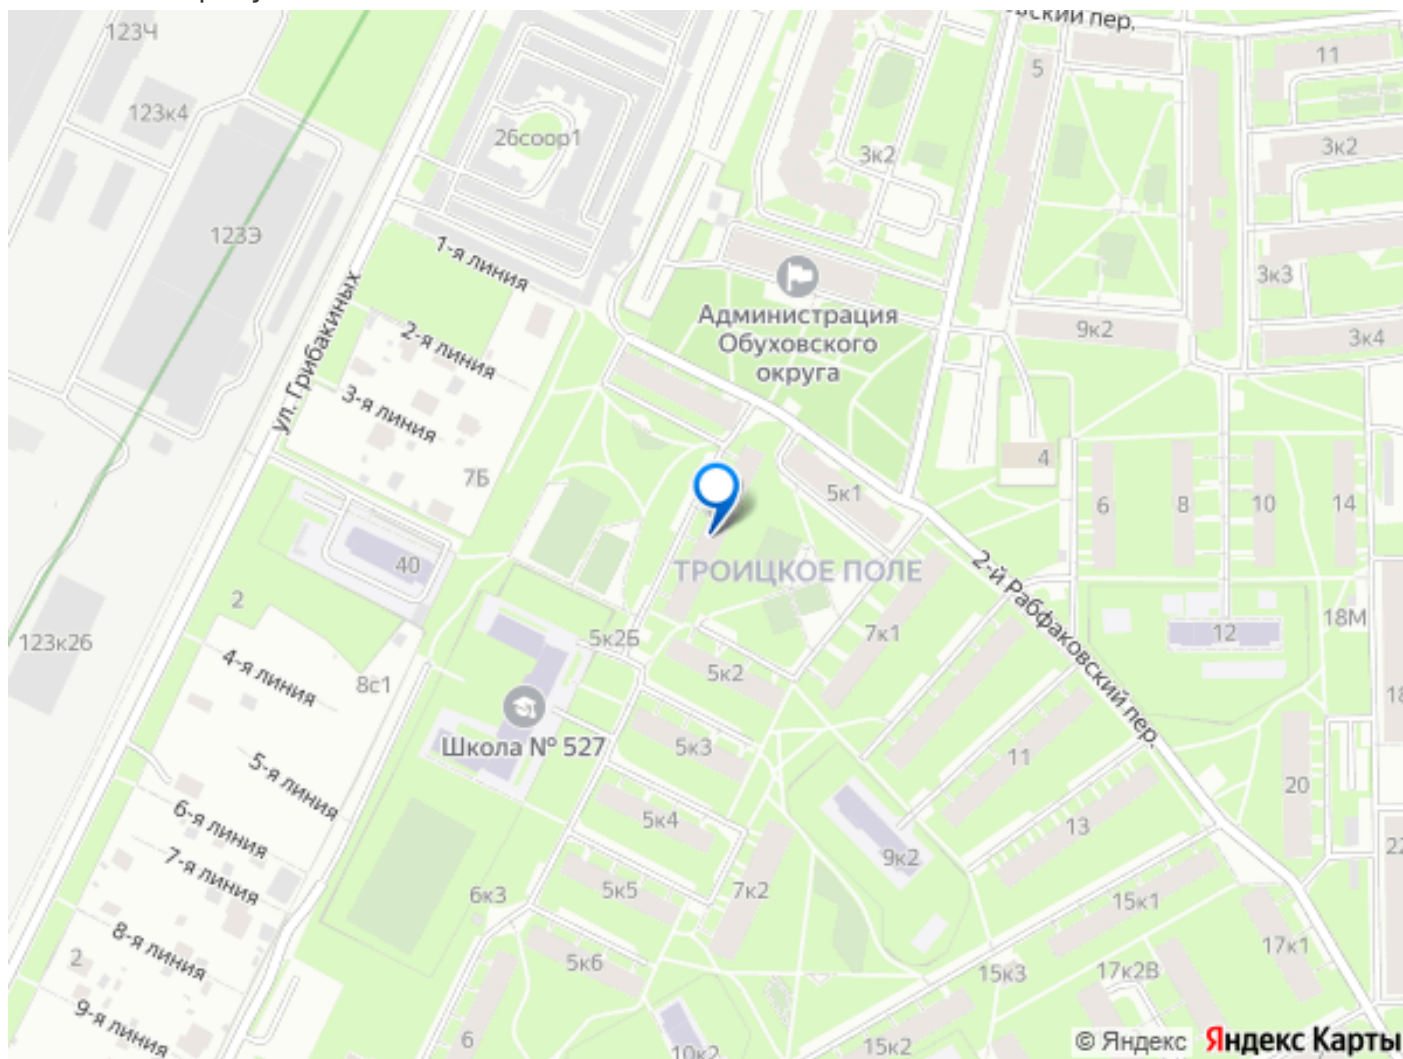 123Ч
вский пер.
5
11
123к4
26соор1
3к2
3к2
123Э
1-я линия
3к3
Администрация
Обуховского
округа
9к2
3к4
ул. Грибакиных
2-я линия
3-я линия
7Б
4
5к1
6
8
10
14
40
ТРОИЦКОЕ ПОЛЕ
2-й Рабфаковский пер.
2
123к26
5к2Б
7к1
12
18М
4-я линия
8с1
5к2
18
Школа № 527
5к3
11
5-я линия
20
6-я линия
5к4
13
22
7-я линия
9к2
6к3
5к5
7к2
15к1
8-я линия
2
5к6
15к3
17к2В
17к1
9-я линия
6
10к2
15к2
© Яндекс Яндекс Карты